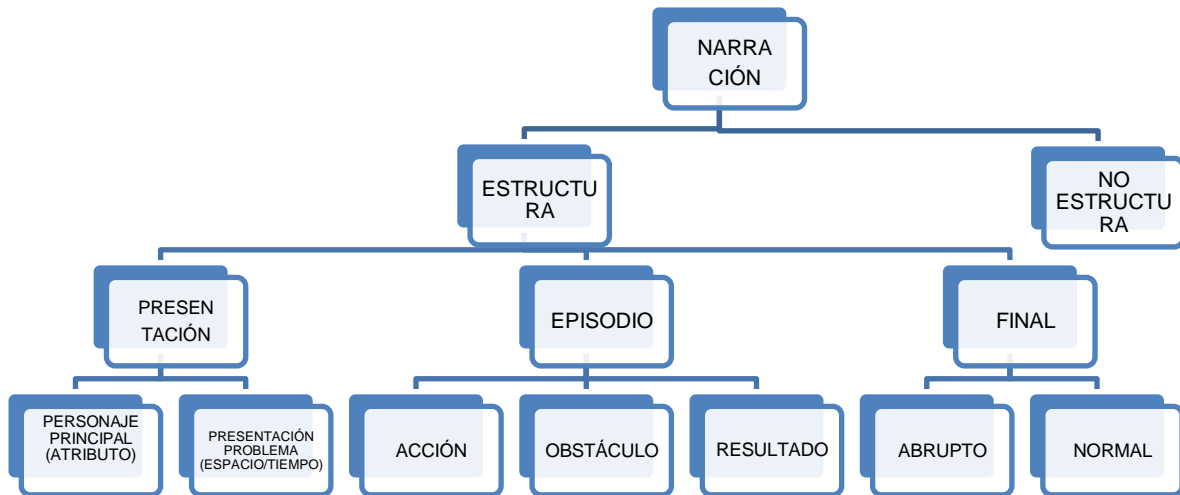 NARRA
CIÓN
ESTRUCTU
RA
NO
ESTRUCTU
RA
PRESEN
TACIÓN
EPISODIO
FINAL
PERSONAJE
PRINCIPAL
(ATRIBUTO)
PRESENTACIÓN
PROBLEMA
(ESPACIO/TIEMPO)
ACCIÓN
OBSTÁCULO
RESULTADO
ABRUPTO
NORMAL